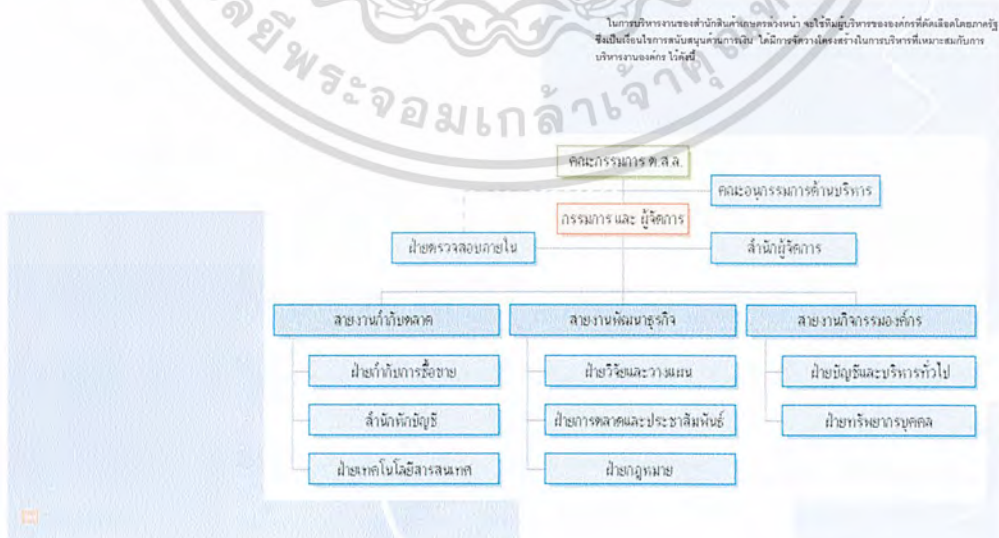 ในการบริหารงานของสำนักสินค้าเกษตรล่วงหน้า จะใช้ทีมผู้บริหารขององค์กรที่คัดเลือกโดยภาครัฐ
ซึ่งเป็นเงื่อนไขการสนับสนุนด้านการเงิน ได้มีการจัดวางโครงสร้างในการบริหารที่เหมาะสมกับการ
บริหารงานองค์กร ไว้ดังนี้
พระจอมเกล้าเจ้าคุณ
คณะกรรมการ ต.ส.ล.
คณะอนุกรรมการด้านบริหาร
กรรมการ และ ผู้จัดการ
ฝ่ายตรวจสอบภายใน
สำนักผู้จัดการ
สายงานกำกับตลาด
สายงานพัฒนาธุรกิจ
สายงานกิจกรรมองค์กร
ฝ่ายกำกับการซื้อขาย
ฝ่ายวิจัยและวางแผน
ฝ่ายบัญชีและบริหารทั่วไป
สำนักหักบัญชี
ฝ่ายการตลาดและประชาสัมพันธ์
ฝ่ายทรัพยากรบุคคล
ฝ่ายเทคโนโลยีสารสนเทศ
ฝ่ายกฎหมาย